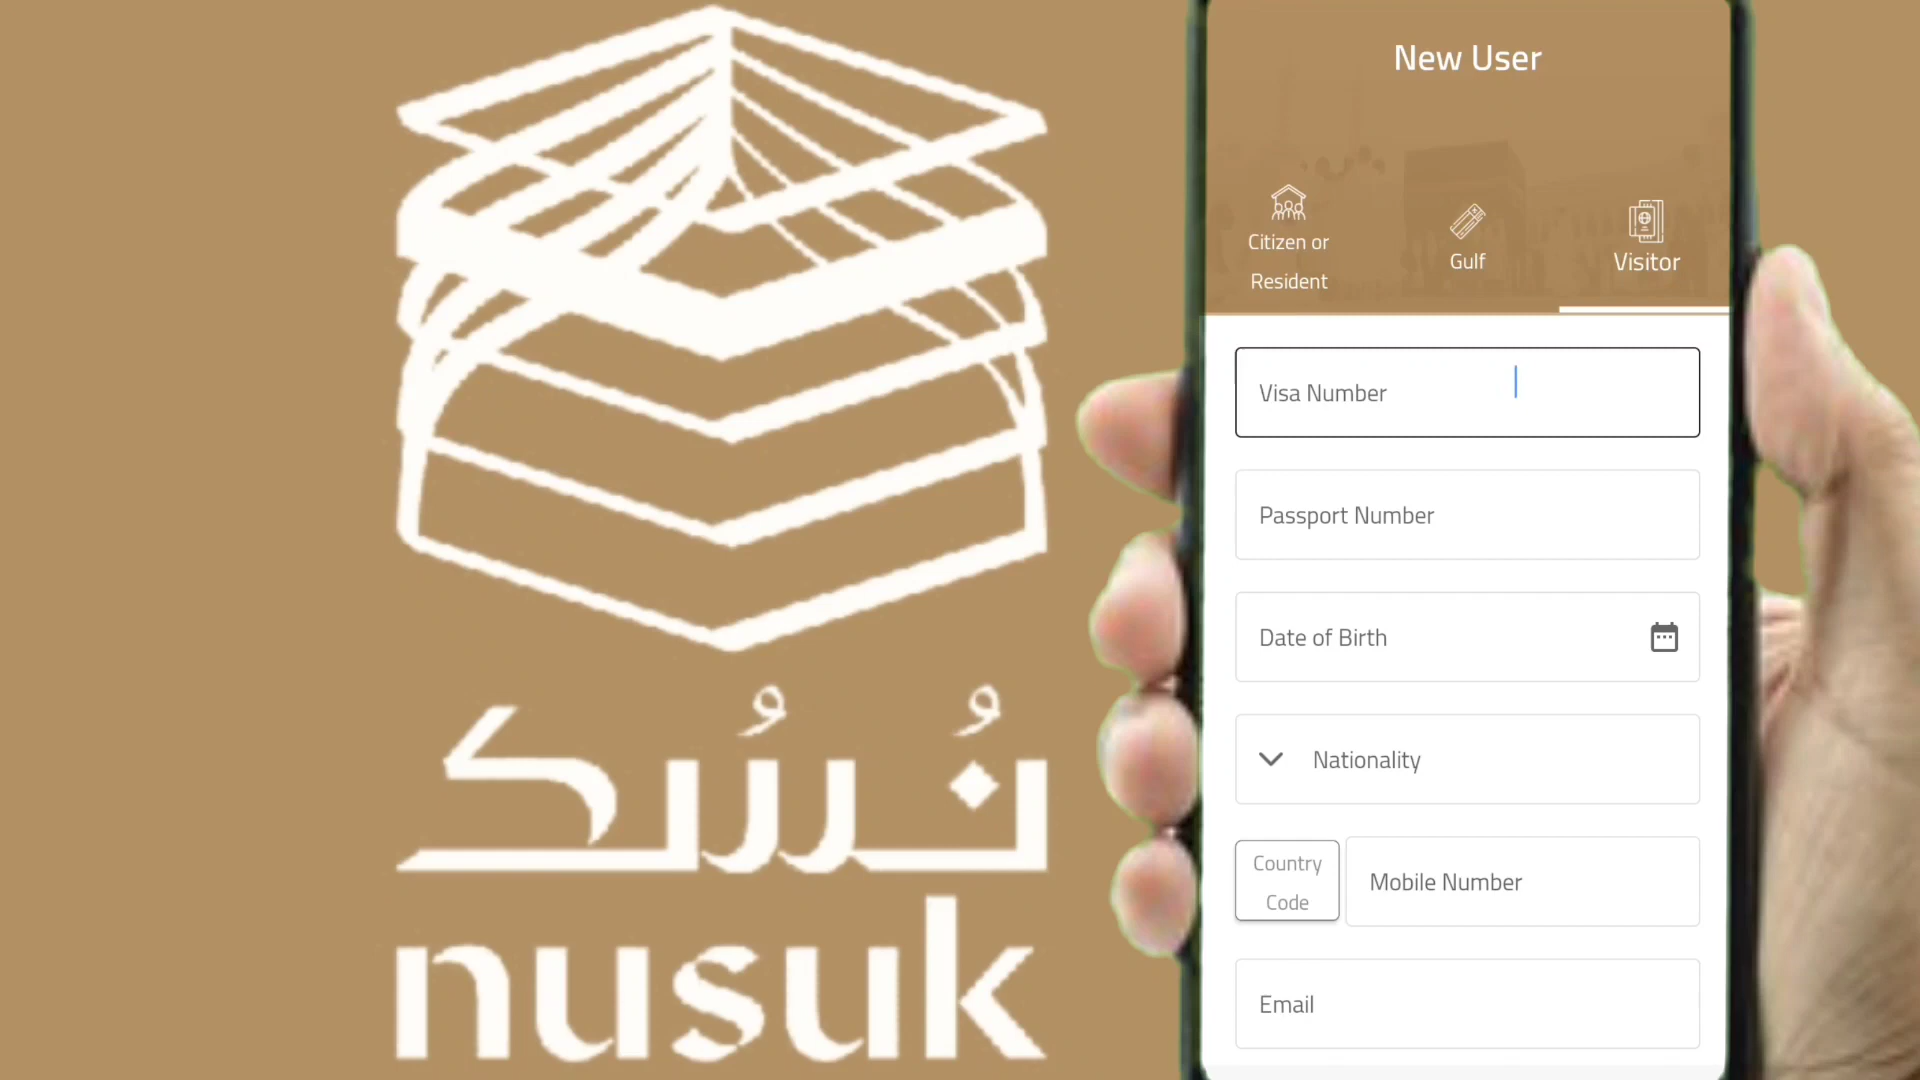 نُسُك
nusuk
New User
Citizen or
Resident
Gulf
Visitor
Visa Number
Passport Number
Date of Birth
Nationality
Country
Code
Mobile Number
Email